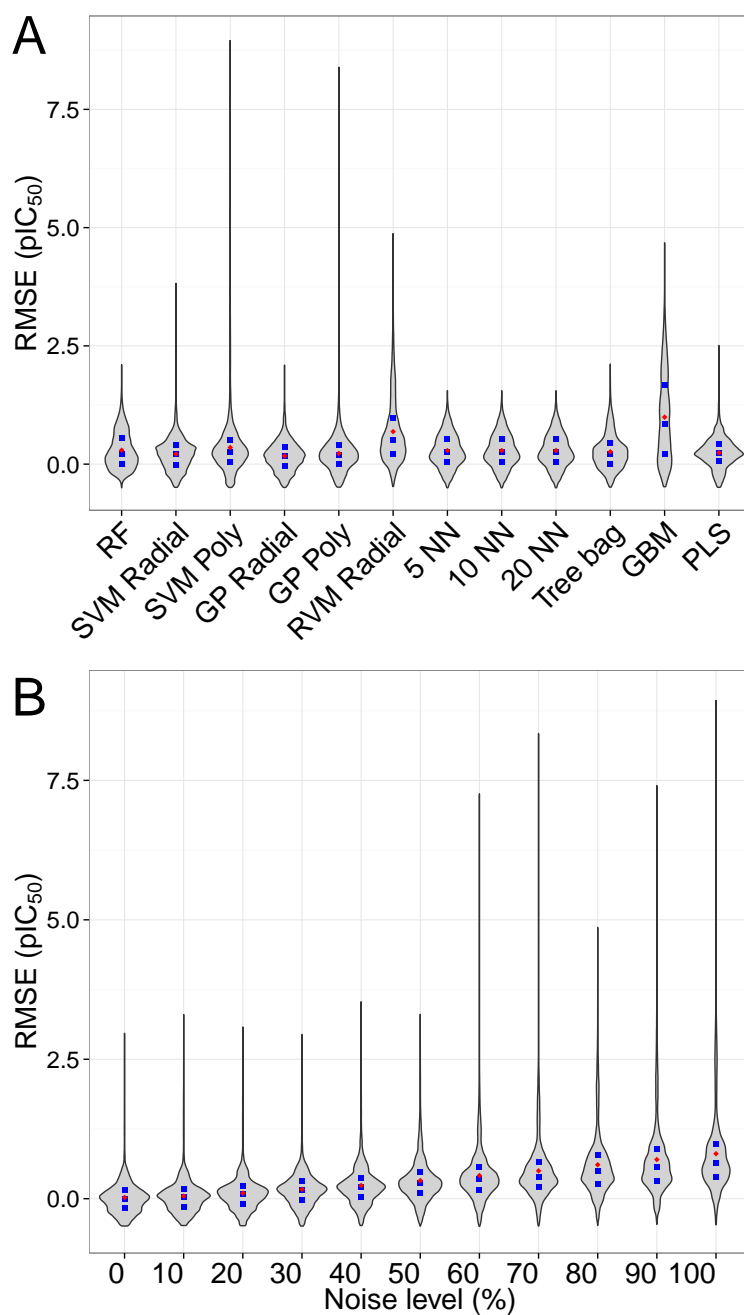 A
RMSE (pIC50)
7.5
5.0
2.5
0.0
RF
SVM Radial
SVM Poly
GP Radial
GP Poly
RVM Radial
5 NN
10 NN
20 NN
Tree bag
GBM
PLS
B
RMSE (pIC50)
7.5
5.0
2.5
0.0
0 10 20 30 40 50 60 70 80 90 100
Noise level (%)